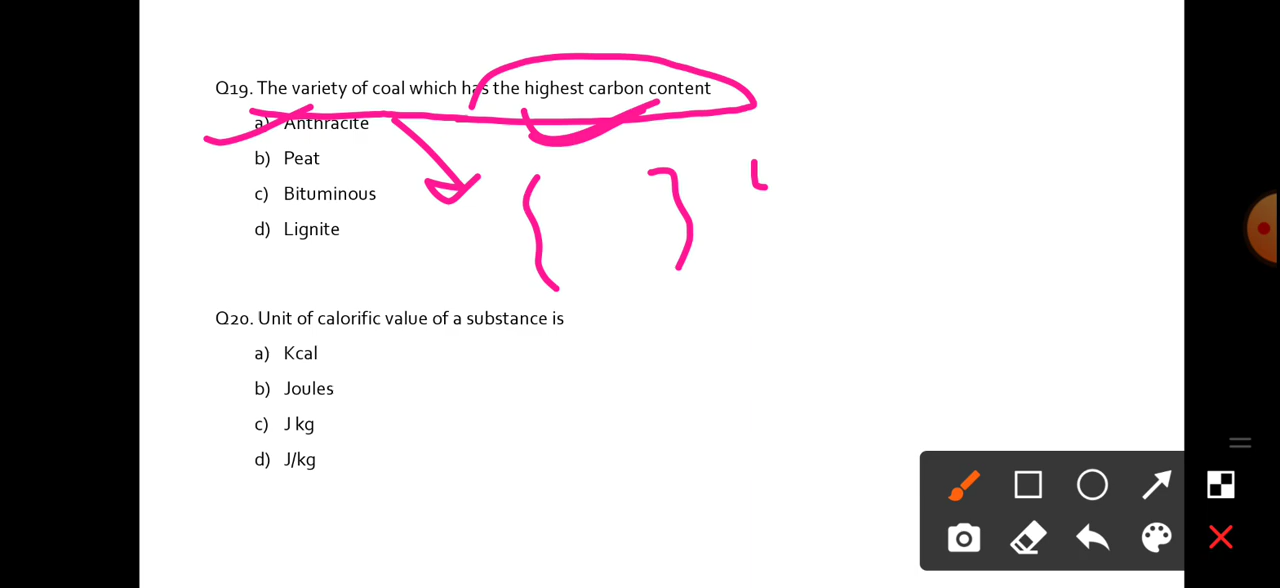 Q19. The variety of coal which has the highest carbon content
a) Anthracite
b) Peat
c) Bituminous
d) Lignite
Q20. Unit of calorific value of a substance is
a) Kcal
b) Joules
c) J kg
d) J/kg